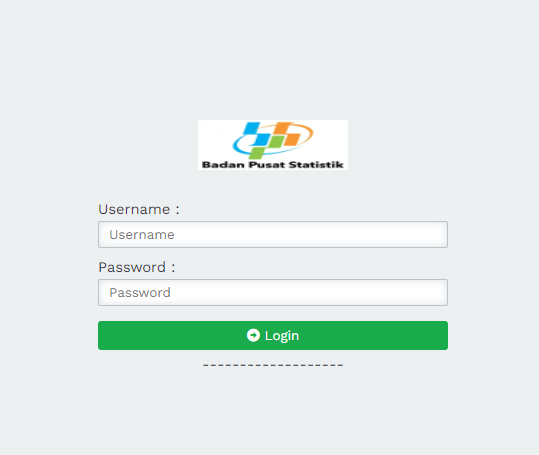 Badan Pusat Statistik
Username :
Username
Password :
Password
Login
-------------------